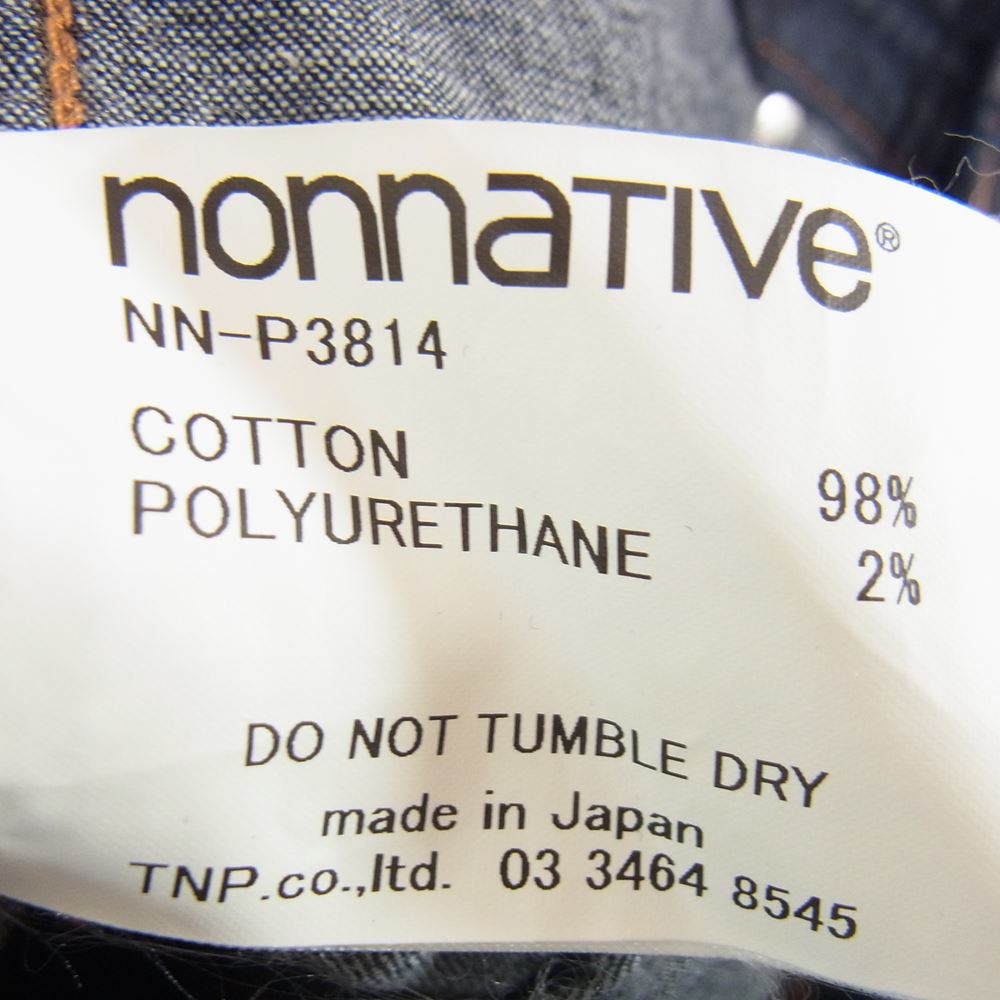 nonnaTIVe®
NN-P3814
COTTON 98%
POLYURETHANE 2%
DO NOT TUMBLE DRY
made in Japan
TNP.co.,ltd. 03 3464 8545